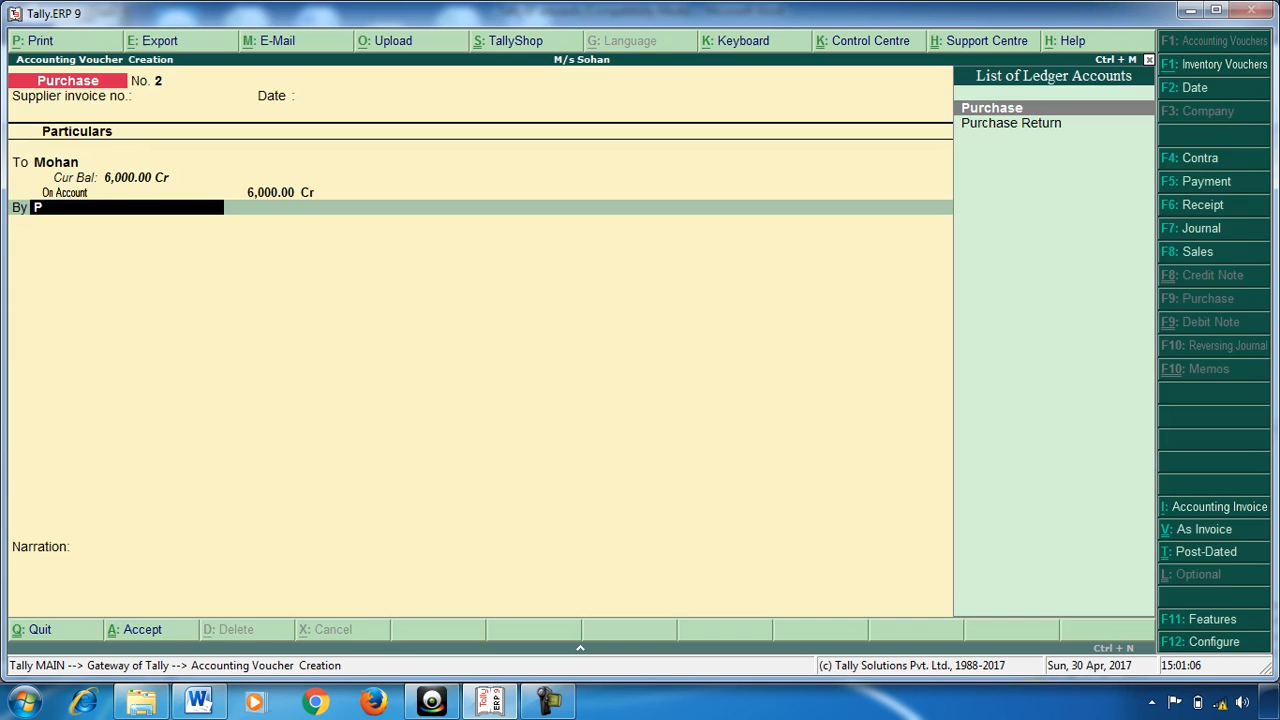 Tally.ERP 9
P: Print E: Export M: E-Mail O: Upload S: TallyShop G: Language K: Keyboard K: Control Centre H: Support Centre H: Help
Accounting Voucher Creation M/s Sohan Ctrl + M
Purchase No. 2
Supplier invoice no.: Date :
Particulars
To Mohan
Cur Bal: 6,000.00 Cr
On Account 6,000.00 Cr
By P
Narration:
List of Ledger Accounts
Purchase
Purchase Return
F1: Accounting Vouchers
F1: Inventory Vouchers
F2: Date
F3: Company
F4: Contra
F5: Payment
F6: Receipt
F7: Journal
F8: Sales
F8: Credit Note
F9: Purchase
F9: Debit Note
F10: Reversing Journal
F10: Memos
I: Accounting Invoice
V: As Invoice
T: Post-Dated
L: Optional
F11: Features
F12: Configure
Q: Quit A: Accept D: Delete X: Cancel
Ctrl + N
Tally MAIN --> Gateway of Tally --> Accounting Voucher Creation (c) Tally Solutions Pvt. Ltd., 1988-2017 Sun, 30 Apr, 2017 15:01:06